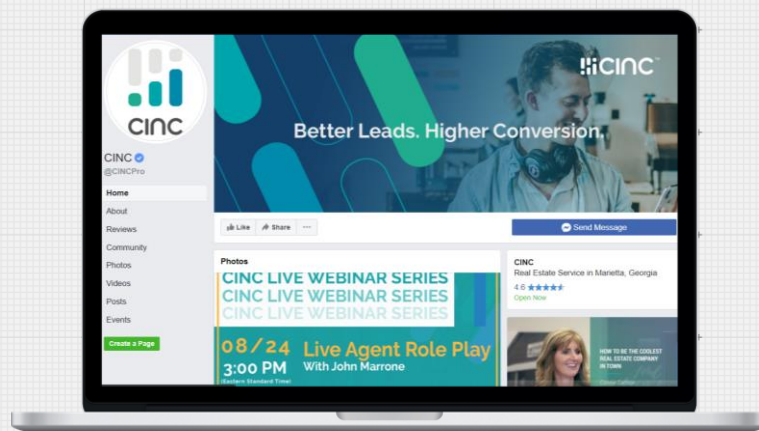 CINC
CINC
@CINCPro
Home
About
Reviews
Community
Photos
Videos
Posts
Events
Create a Page
CINC™
Better Leads. Higher Conversion.
Like Share ...
Send Message
Photos
CINC LIVE WEBINAR SERIES
CINC LIVE WEBINAR SERIES
CINC LIVE WEBINAR SERIES
08/24 Live Agent Role Play
3:00 PM With John Marrone
(Eastern Standard Time)
CINC
Real Estate Service in Marietta, Georgia
4.6 ★★★★★
Open Now
HOW TO BE THE COOLEST
REAL ESTATE COMPANY
IN TOWN